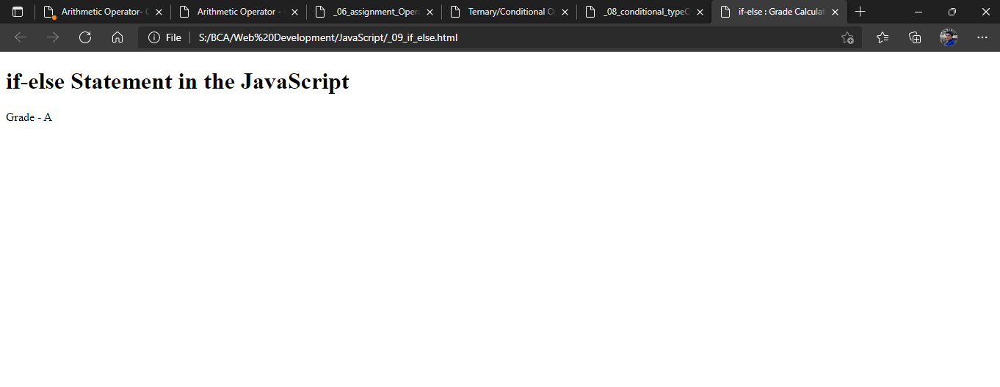 Arithmetic Operator-
Arithmetic Operator -
_06_assignment_Oper
Ternary/Conditional O
_08_conditional_type
if-else : Grade Calculat
File
S:/BCA/Web%20Development/JavaScript/_09_if_else.html
if-else Statement in the JavaScript
Grade - A